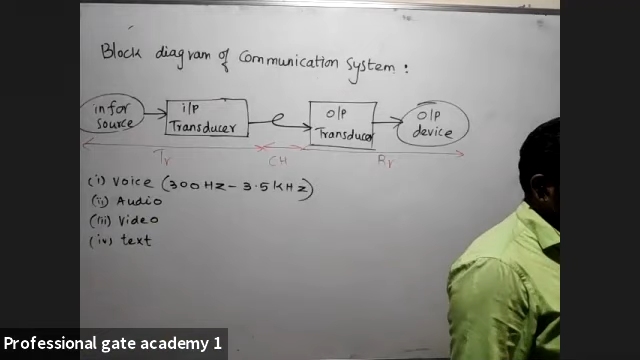 Block diagram of Communication System :
infor source
i/P Transducer
O/P Transducer
O/P device
Tr
CH
Rr
(i) Voice (300 Hz - 3.5 kHz)
(ii) Audio
(iii) Video
(iv) text
Professional gate academy 1